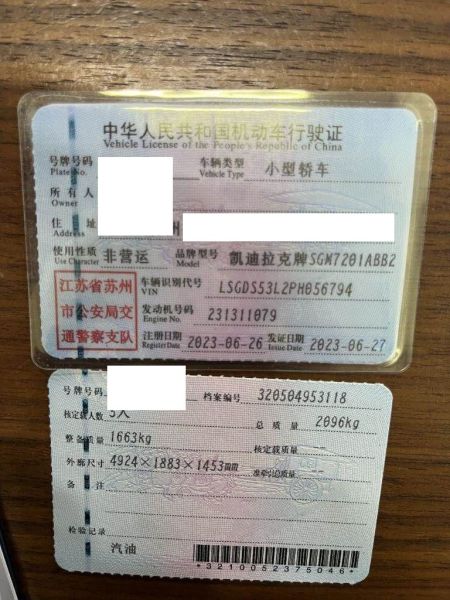 中华人民共和国机动车行驶证
Vehicle License of the People's Republic of China
号牌号码 车辆类型 小型轿车
Plate No. Vehicle Type
所有人
Owner
住 址 州
Address
使用性质 非营运 品牌型号 凯迪拉克牌SGM7201ABB2
Use Character Model
江苏省苏州 车辆识别代号 LSGDS53L2PH056794
VIN
市公安局交 发动机号码 231311079
Engine No.
通警察支队 注册日期 2023-06-26 发证日期 2023-06-27
Register Date Issue Date
号牌号码 档案编号 320504953118
核定载人数 5人 总 质 量 2096kg
整备质量 1663kg 核定载质量
外廓尺寸 4924×1883×1453 准牵引总质量
备 注
检验记录
汽油
*3210052375046*